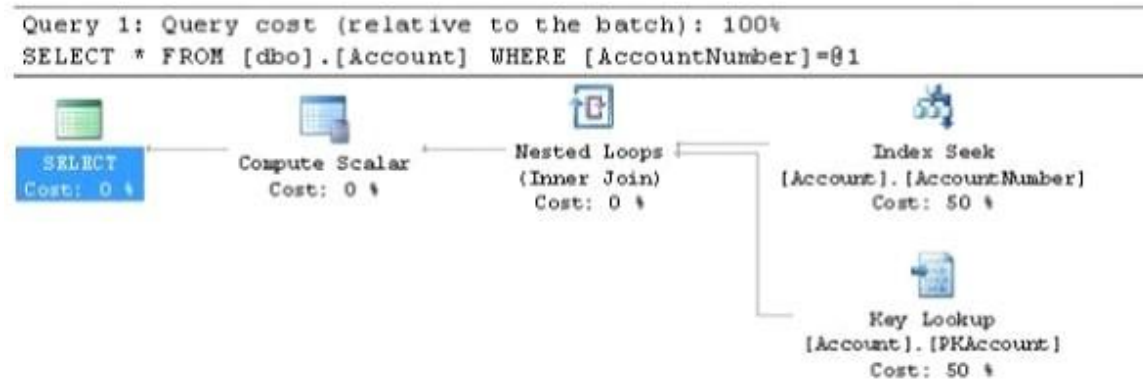 Query 1: Query cost (relative to the batch): 100%
SELECT * FROM [dbo].[Account] WHERE [AccountNumber]=@1
SELECT
Cost: 0 %
Compute Scalar
Cost: 0 %
Nested Loops
(Inner Join)
Cost: 0 %
Index Seek
[Account].[AccountNumber]
Cost: 50 %
Key Lookup
[Account].[PKAccount]
Cost: 50 %